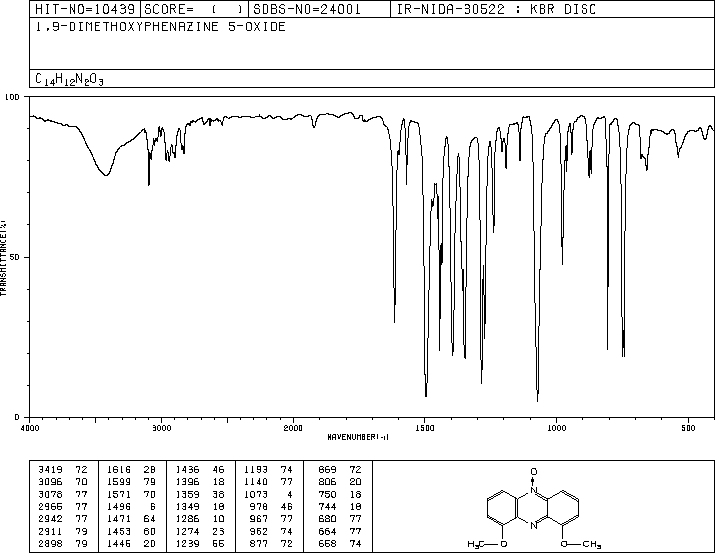 HIT-NO=10439 SCORE= ( ) SDBS-NO=24001 IR-NIDA-30522 : KBR DISC
1,9-DIMETHOXYPHENAZINE 5-OXIDE
C14H12N2O3
100
50
0
TRANSMITTANCE(%)
4000 3000 2000 1500 1000 500
WAVENUMBER(-1)
3419 72 1616 28 1436 46 1193 74 869 72
3096 70 1599 79 1396 18 1140 77 806 20
3078 77 1571 70 1359 38 1073 4 750 18
2965 77 1496 6 1349 18 978 46 744 18
2942 77 1471 64 1286 10 967 77 680 77
2911 79 1453 60 1274 23 952 74 664 77
2898 79 1446 20 1239 55 877 72 658 74
O
N
N
H3C O O CH3